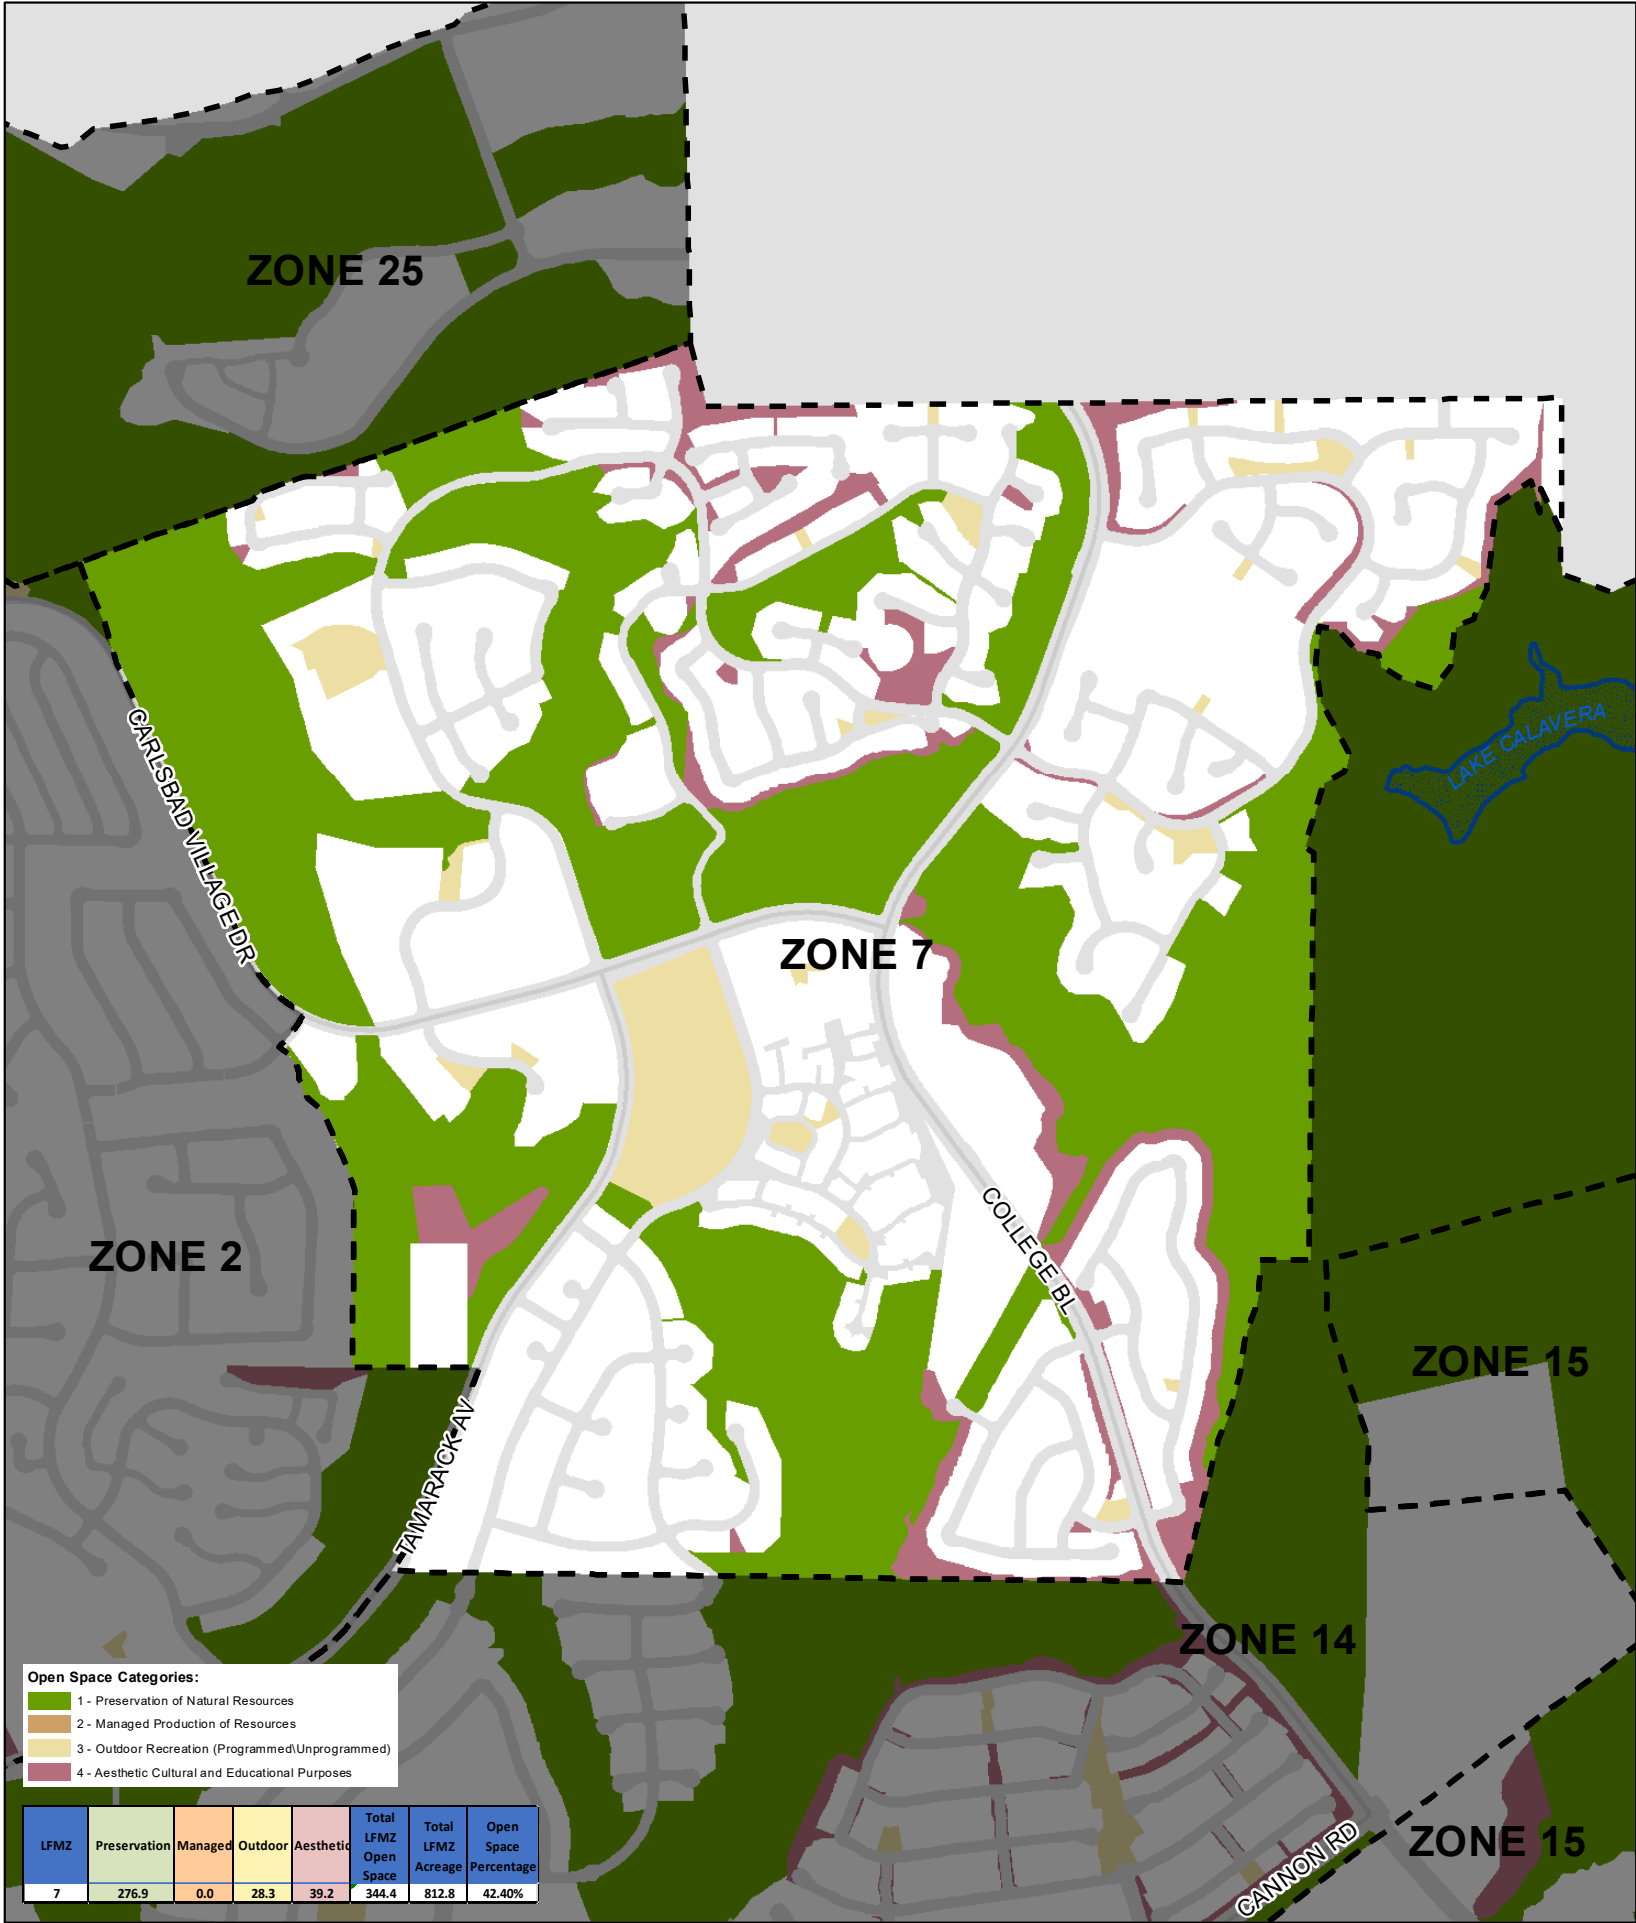 ZONE 25
LAKE CALAVERA
CARLSBAD VILLAGE DR
ZONE 7
ZONE 2
COLLEGE BL
ZONE 15
TAMARACK AV
ZONE 14
Open Space Categories:
1 - Preservation of Natural Resources
2 - Managed Production of Resources
3 - Outdoor Recreation (Programmed\Unprogrammed)
4 - Aesthetic Cultural and Educational Purposes
LFMZ Preservation Managed Outdoor Aesthetic Total LFMZ Open Space Total LFMZ Acreage Open Space Percentage
7 276.9 0.0 28.3 39.2 344.4 812.8 42.40%
ZONE 15
CANNON RD